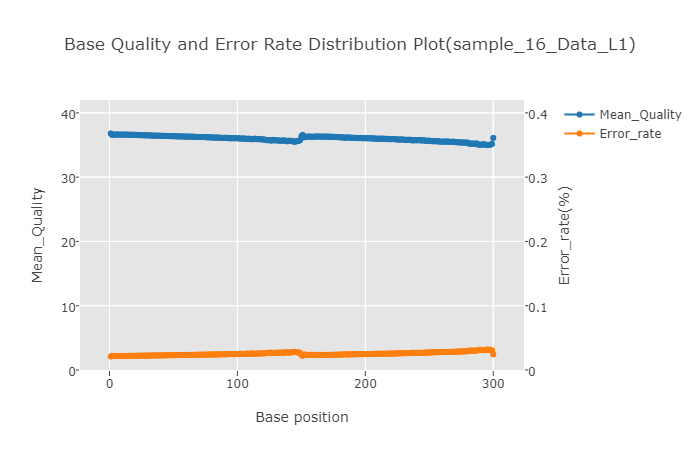 Base Quality and Error Rate Distribution Plot(sample_16_Data_L1)
40
30
20
10
0
Mean_Quality
0.4
0.3
0.2
0.1
0
Error_rate(%)
Mean_Quality
Error_rate
0 100 200 300
Base position